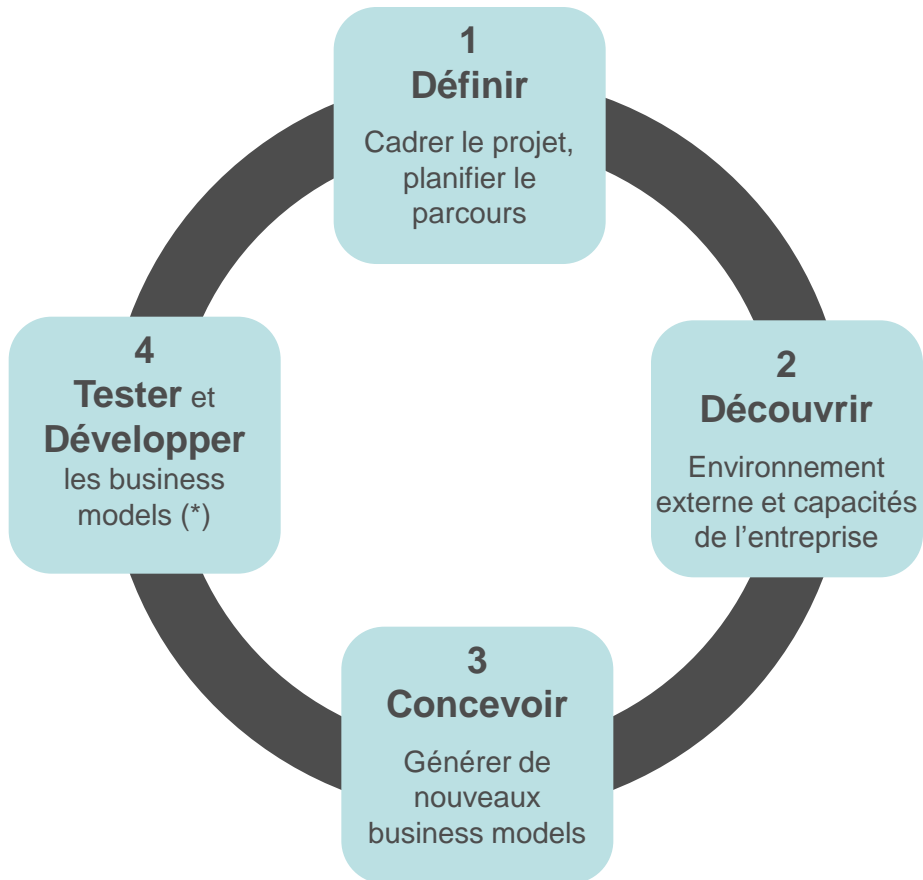 1
Définir
Cadrer le projet,
planifier le
parcours
2
Découvrir
Environnement
externe et capacités
de l’entreprise
3
Concevoir
Générer de
nouveaux
business models
4
Tester et
Développer
les business
models (*)